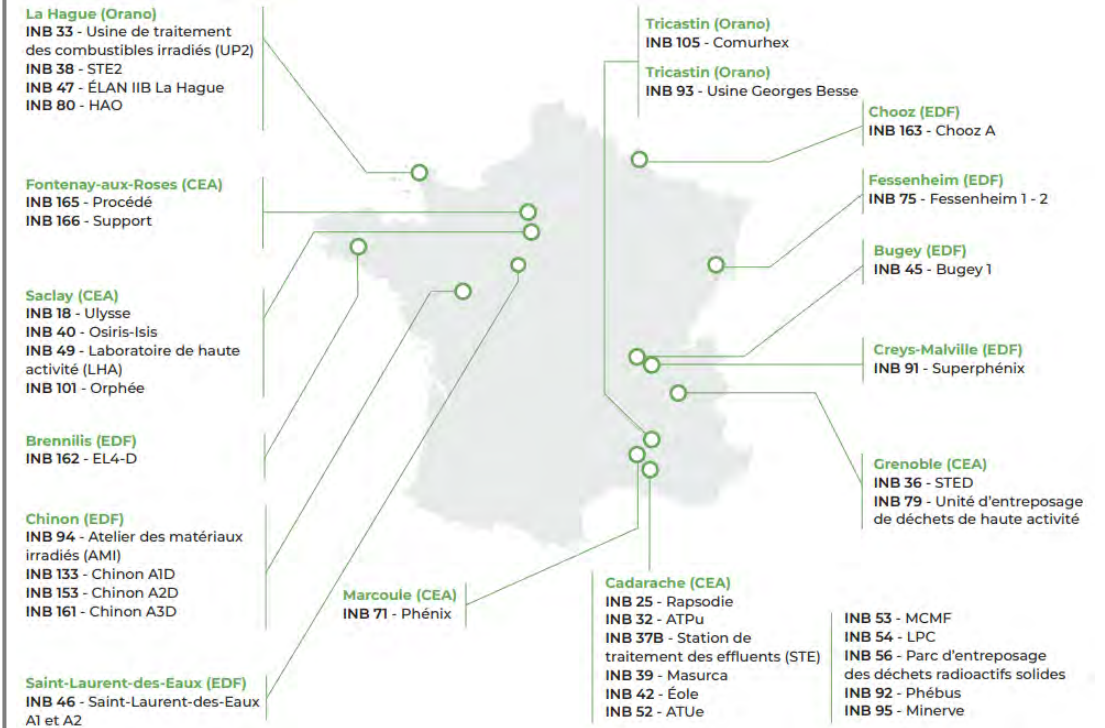 La Hague (Orano)
INB 33 - Usine de traitement
des combustibles irradiés (UP2)
INB 38 - STE2
INB 47 - ÉLAN IIB La Hague
INB 80 - HAO
Fontenay-aux-Roses (CEA)
INB 165 - Procédé
INB 166 - Support
Saclay (CEA)
INB 18 - Ulysse
INB 40 - Osiris-Isis
INB 49 - Laboratoire de haute
activité (LHA)
INB 101 - Orphée
Brennilis (EDF)
INB 162 - EL4-D
Chinon (EDF)
INB 94 - Atelier des matériaux
irradiés (AMI)
INB 133 - Chinon A1D
INB 153 - Chinon A2D
INB 161 - Chinon A3D
Saint-Laurent-des-Eaux (EDF)
INB 46 - Saint-Laurent-des-Eaux
A1 et A2
Marcoule (CEA)
INB 71 - Phénix
Tricastin (Orano)
INB 105 - Comurhex
Tricastin (Orano)
INB 93 - Usine Georges Besse
Chooz (EDF)
INB 163 - Chooz A
Fessenheim (EDF)
INB 75 - Fessenheim 1 - 2
Bugey (EDF)
INB 45 - Bugey 1
Creys-Malville (EDF)
INB 91 - Superphénix
Grenoble (CEA)
INB 36 - STED
INB 79 - Unité d'entreposage
de déchets de haute activité
Cadarache (CEA)
INB 25 - Rapsodie
INB 32 - ATPu
INB 37B - Station de
traitement des effluents (STE)
INB 39 - Masurca
INB 42 - Éole
INB 52 - ATUe
INB 53 - MCMF
INB 54 - LPC
INB 56 - Parc d'entreposage
des déchets radioactifs solides
INB 92 - Phébus
INB 95 - Minerve